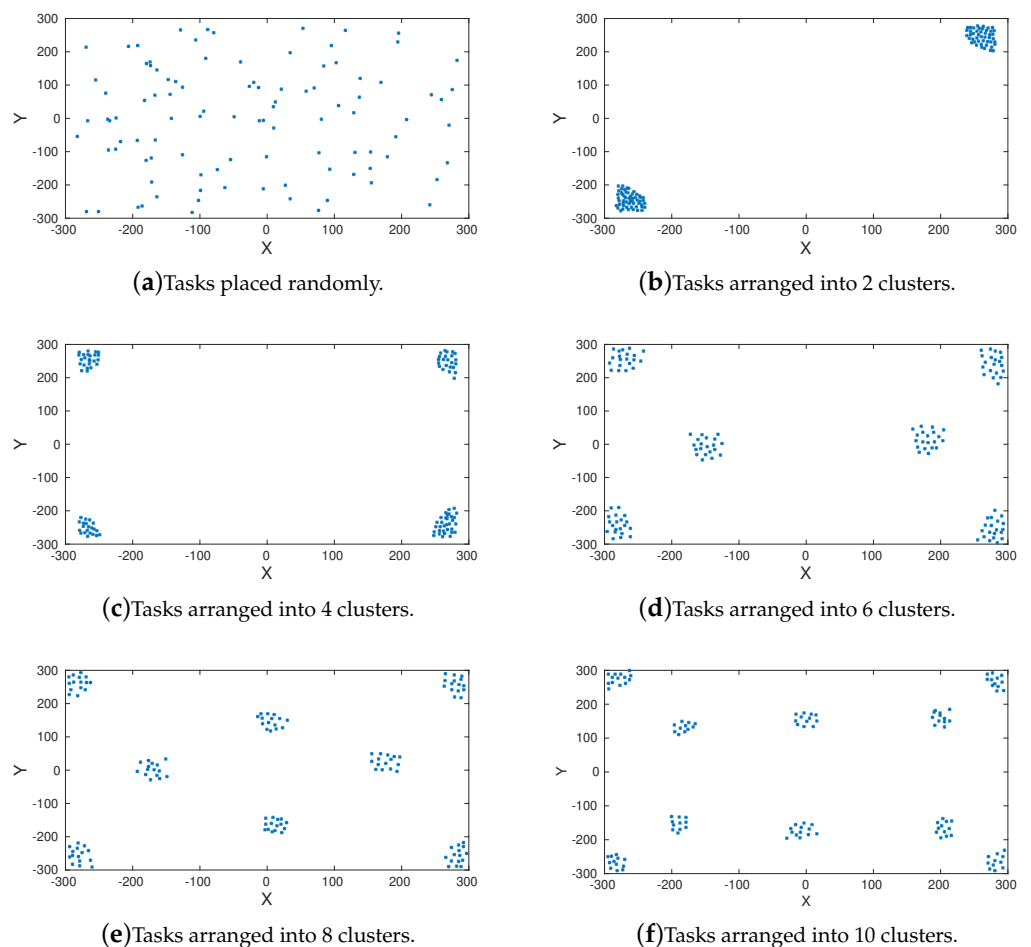 300
200
100
0
-100
-200
-300
Y
-300 -200 -100 0 100 200 300
X
(a)Tasks placed randomly.
300
200
100
0
-100
-200
-300
Y
-300 -200 -100 0 100 200 300
X
(b)Tasks arranged into 2 clusters.
300
200
100
0
-100
-200
-300
Y
-300 -200 -100 0 100 200 300
X
(c)Tasks arranged into 4 clusters.
300
200
100
0
-100
-200
-300
Y
-300 -200 -100 0 100 200 300
X
(d)Tasks arranged into 6 clusters.
300
200
100
0
-100
-200
-300
Y
-300 -200 -100 0 100 200 300
X
(e)Tasks arranged into 8 clusters.
300
200
100
0
-100
-200
-300
Y
-300 -200 -100 0 100 200 300
X
(f)Tasks arranged into 10 clusters.